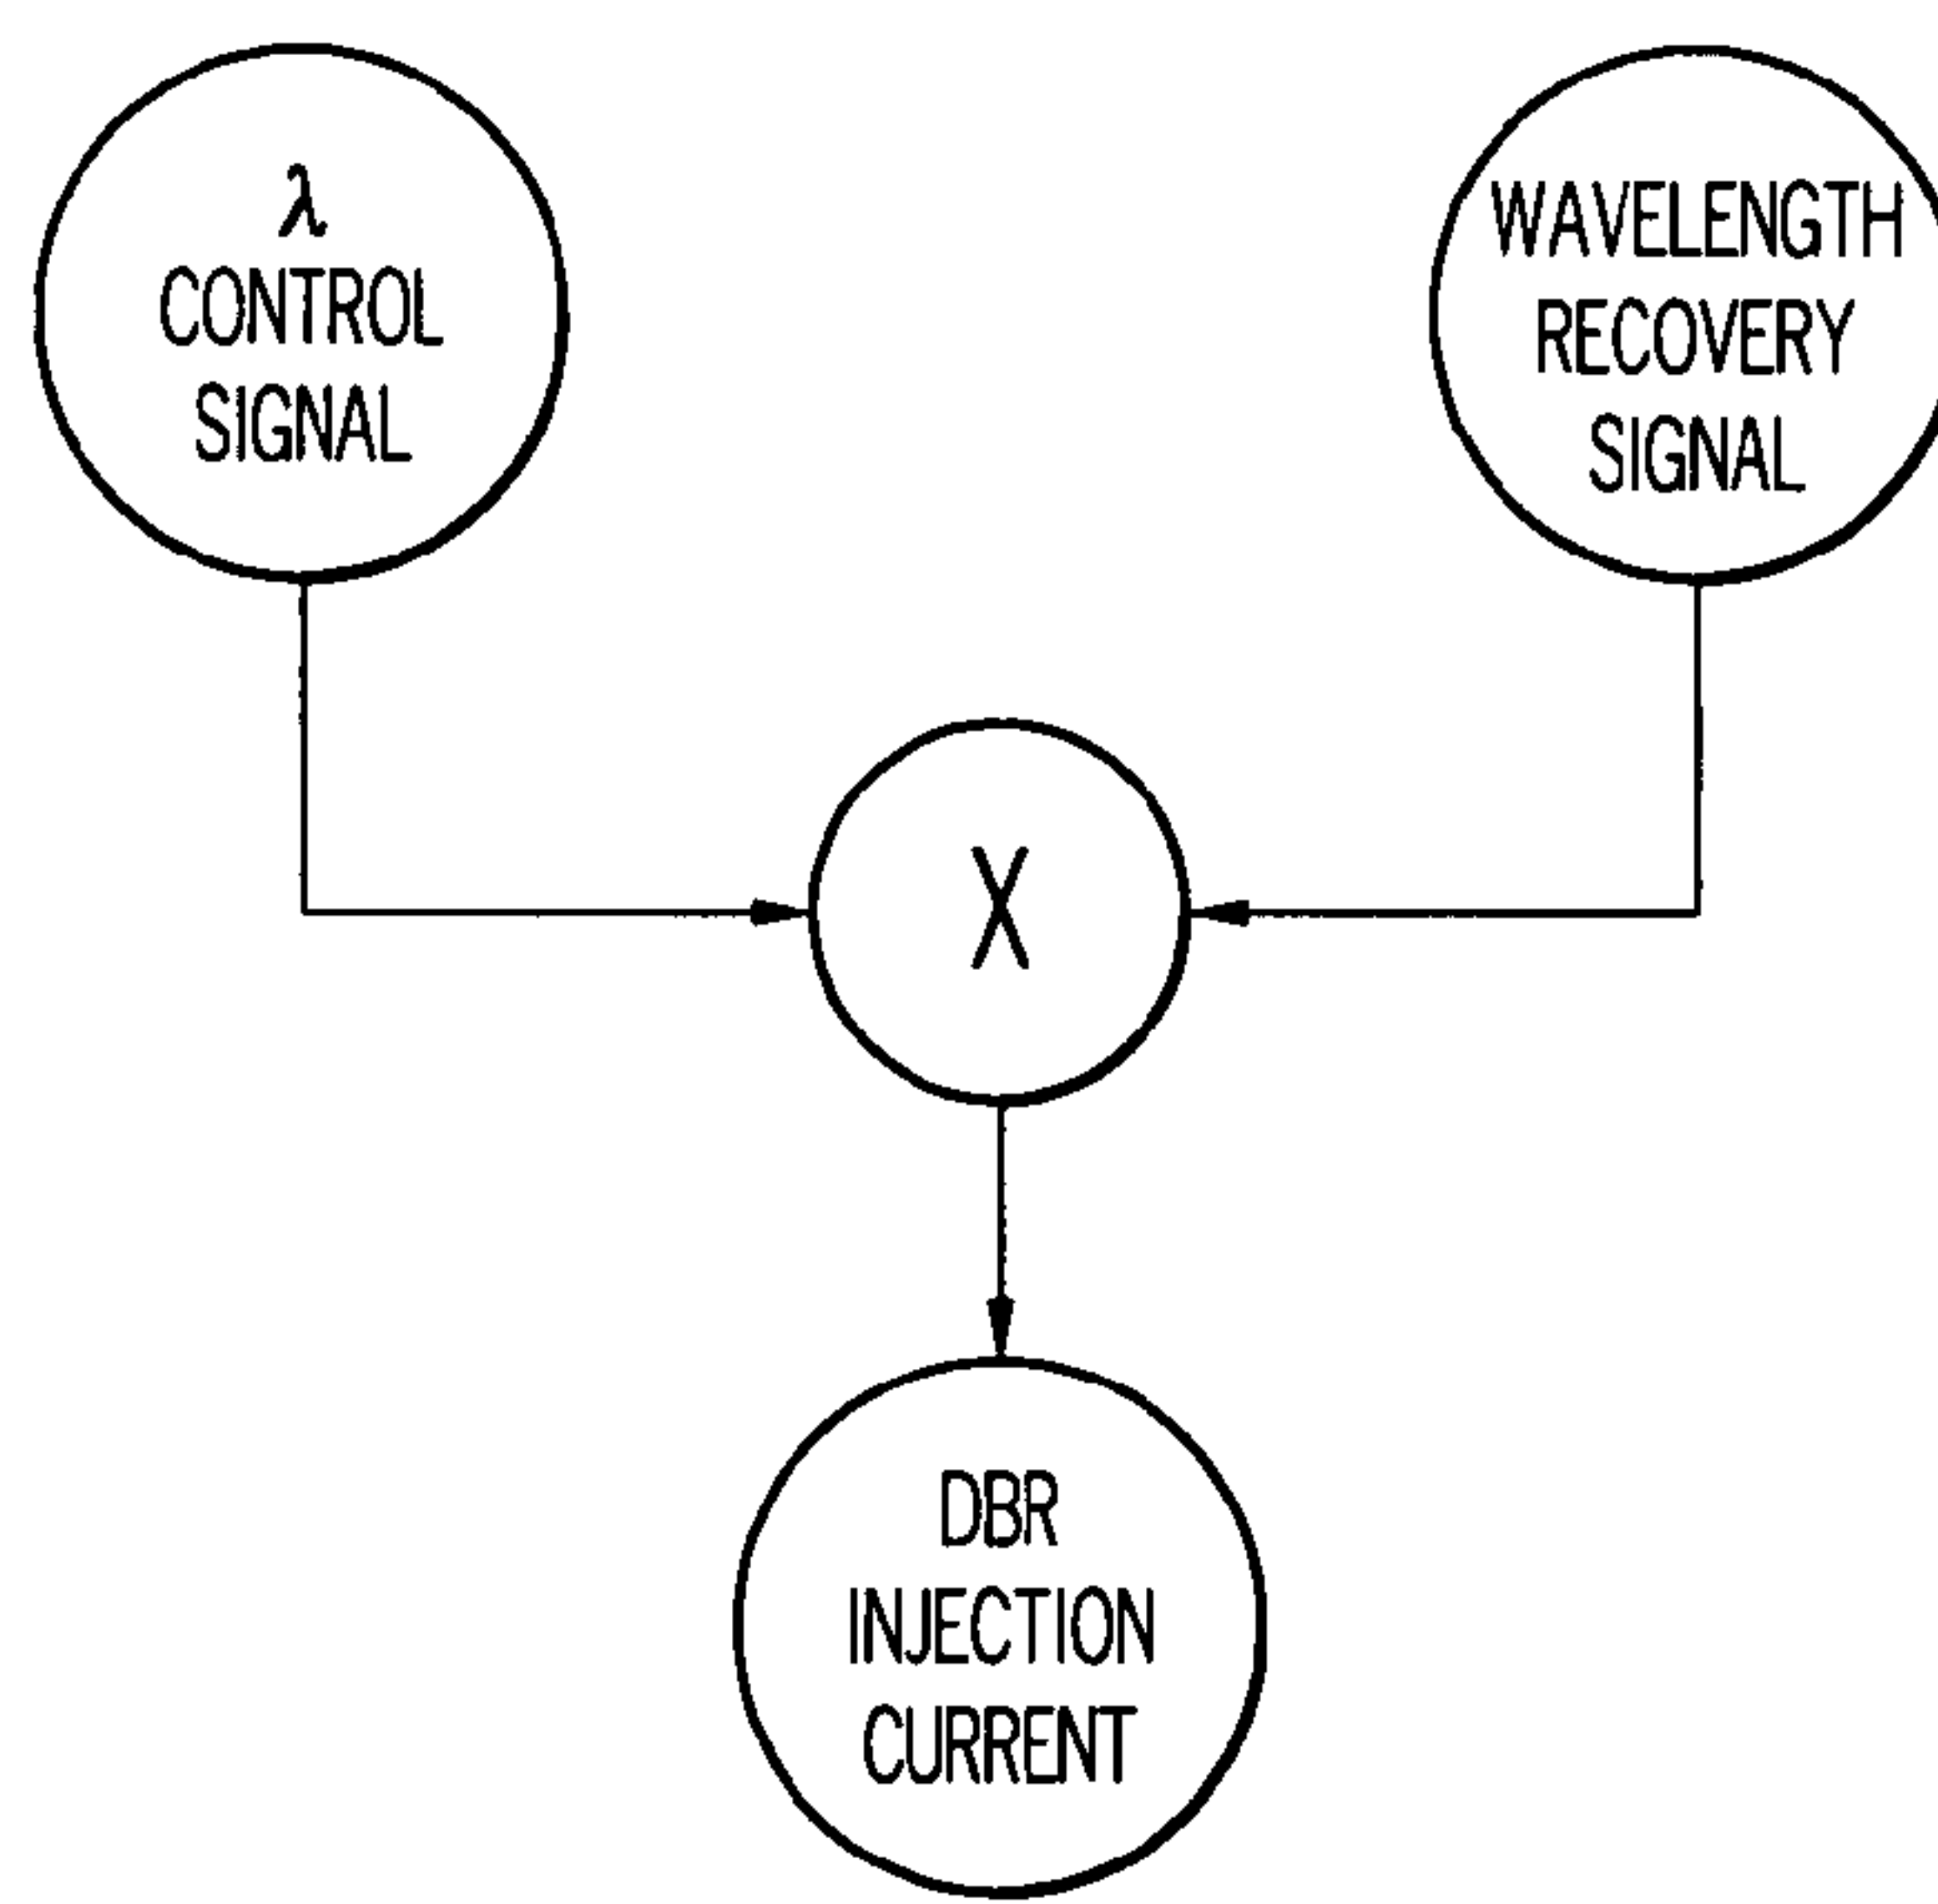 λ
CONTROL
SIGNAL
WAVELENGTH
RECOVERY
SIGNAL
X
DBR
INJECTION
CURRENT